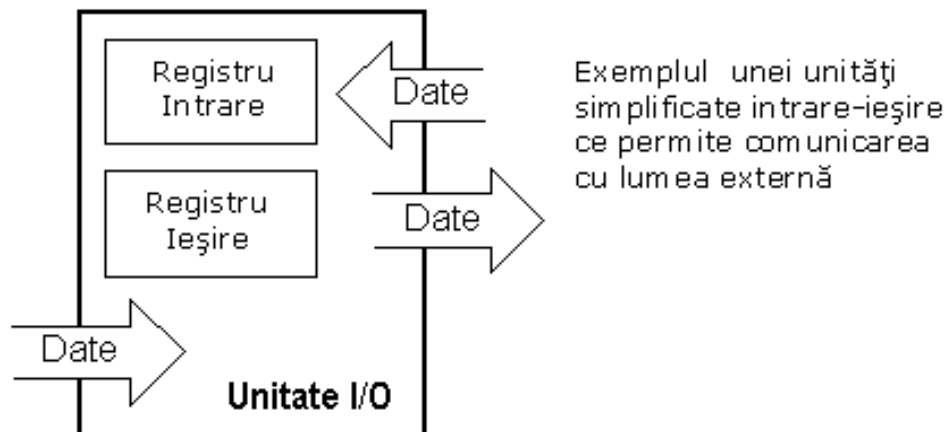 Registru
Intrare
Date
Exemplul unei unităţi
simplificate intrare-ieşire
ce permite comunicarea
cu lumea externă
Registru
Ieşire
Date
Date
Unitate I/O